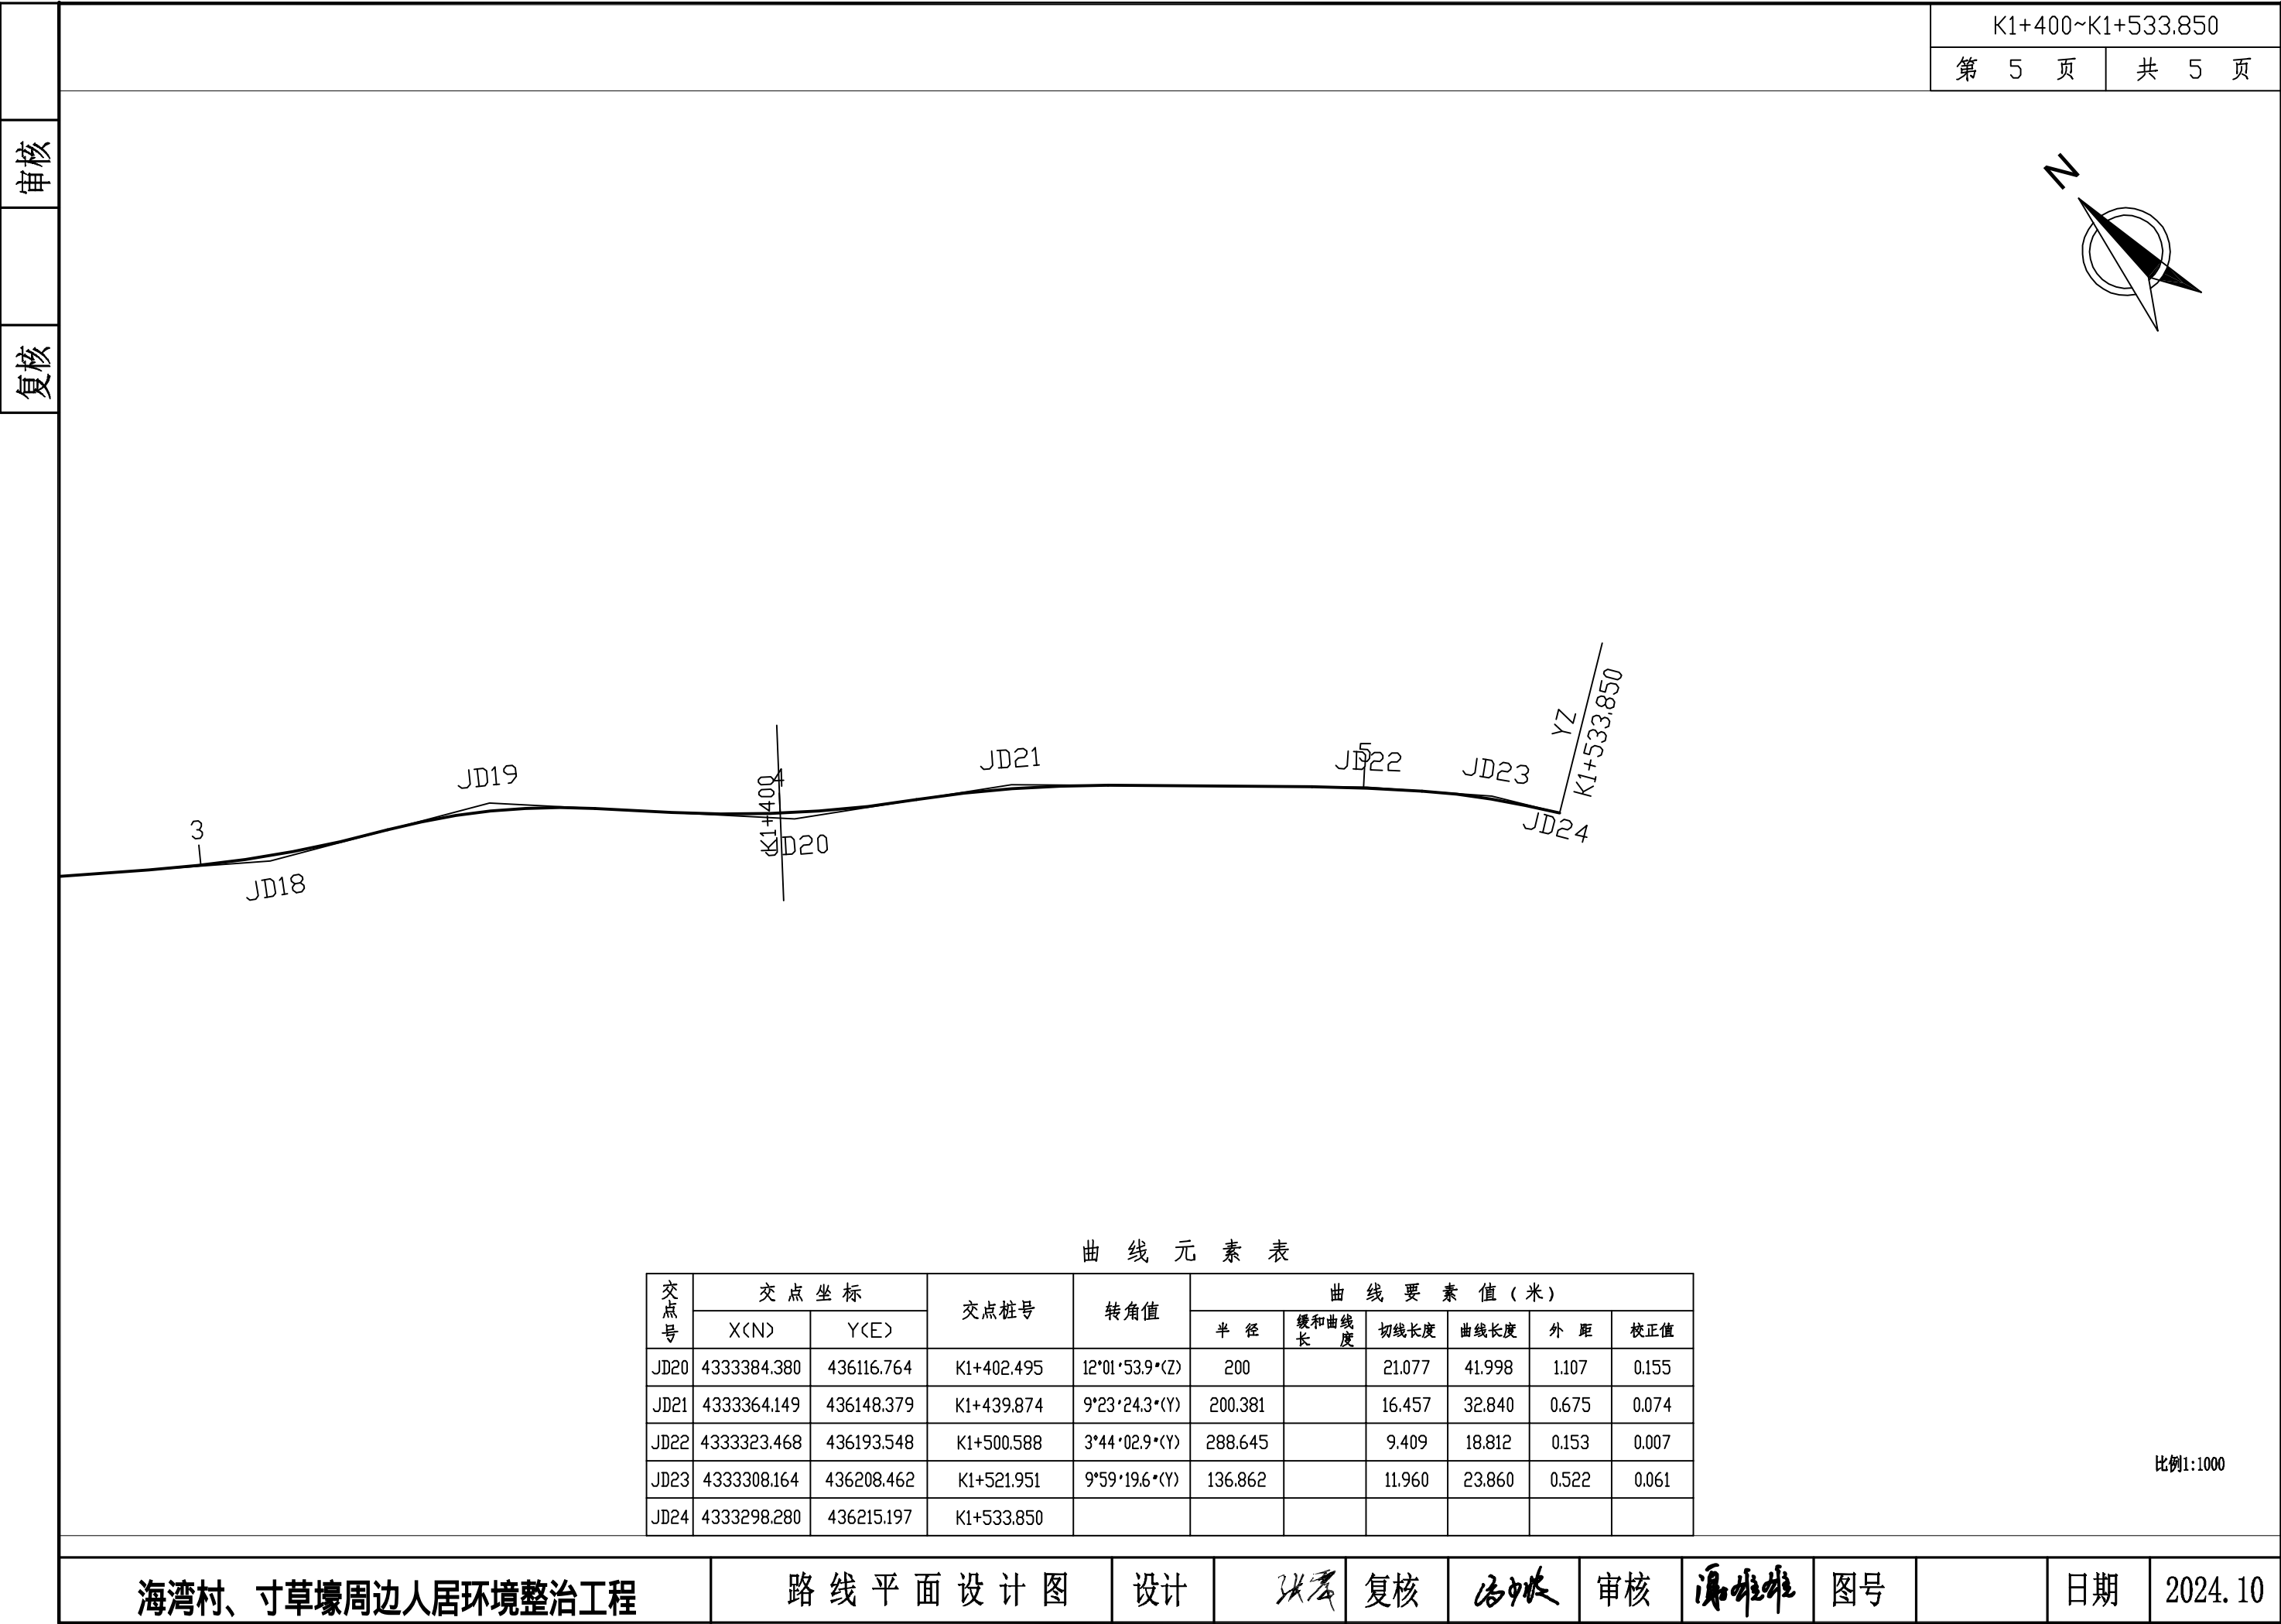 K1+400~K1+533.850
第 5 页 共 5 页
审核
复核
N
3
JD18
JD19
4
K1+400
JD20
JD21
5
JD22
JD23
YZ
K1+533.850
JD24
曲 线 元 素 表
交点号 交 点 坐 标 交点桩号 转角值 曲 线 要 素 值 (米)
X(N) Y(E) 半 径 缓和曲线长 度 切线长度 曲线长度 外 距 校正值
JD20 4333384.380 436116.764 K1+402.495 12°01'53.9"(Z) 200 21.077 41.998 1.107 0.155
JD21 4333364.149 436148.379 K1+439.874 9°23'24.3"(Y) 200.381 16.457 32.840 0.675 0.074
JD22 4333323.468 436193.548 K1+500.588 3°44'02.9"(Y) 288.645 9.409 18.812 0.153 0.007
JD23 4333308.164 436208.462 K1+521.951 9°59'19.6"(Y) 136.862 11.960 23.860 0.522 0.061
JD24 4333298.280 436215.197 K1+533.850
比例1:1000
海湾村、寸草壕周边人居环境整治工程 路线平面设计图 设计 复核 审核 图号 日期 2024.10